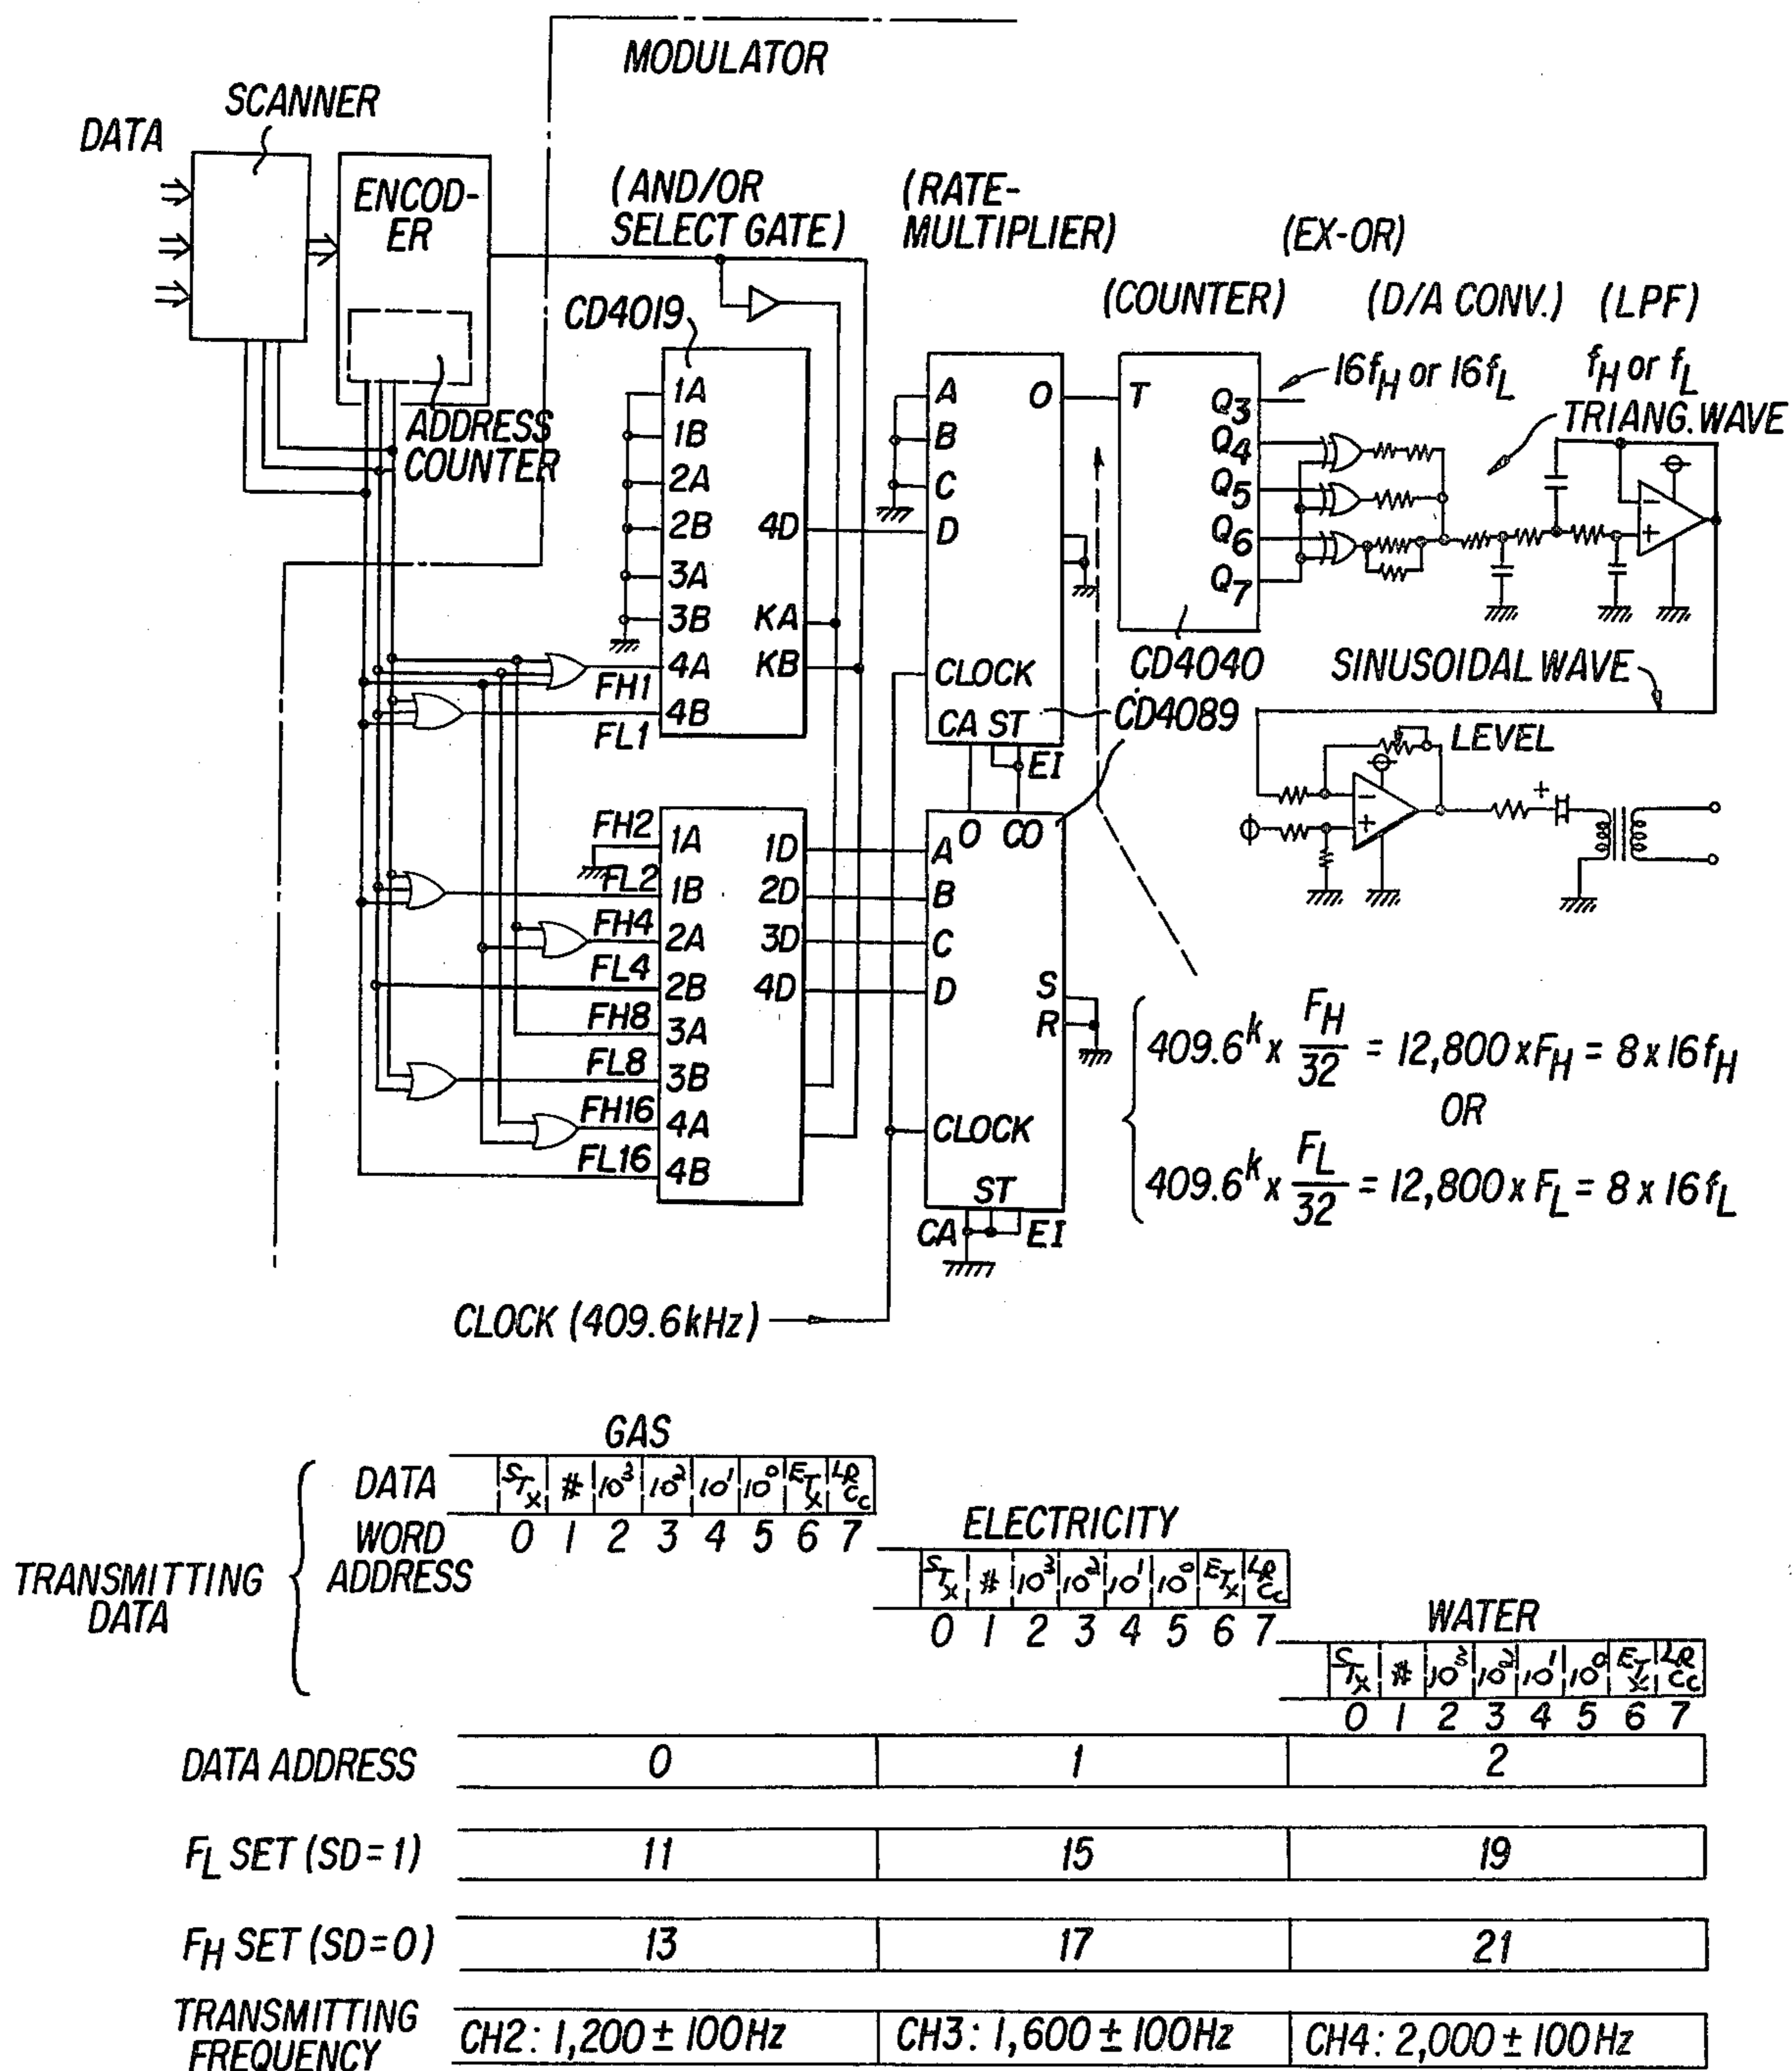 MODULATOR
SCANNER
DATA
ENCOD-
ER
(AND/OR
SELECT GATE)
(RATE-
MULTIPLIER)
(EX-OR)
(COUNTER)
(D/A CONV.)
(LPF)
CD4019
16fH or 16fL
fH or fL
TRIANG. WAVE
ADDRESS
COUNTER
1A
1B
2A
2B
3A
3B
4A
4B
4D
KA
KB
FH1
FL1
A
B
C
D
O
CLOCK
CA ST
EI
T
Q3
Q4
Q5
Q6
Q7
CD4040
CD4089
SINUSOIDAL WAVE
LEVEL
+
−
+
−
+
FH2
FL2
FH4
FL4
FH8
FL8
FH16
FL16
1A
1B
2A
2B
3A
3B
4A
4B
1D
2D
3D
4D
O CO
A
B
C
D
S
R
CLOCK
ST
CA
EI
409.6k x FH/32 = 12,800 x FH = 8 x 16fH
OR
409.6k x FL/32 = 12,800 x FL = 8 x 16fL
CLOCK (409.6kHz)
GAS
DATA STX # 10³ 10² 10¹ 10⁰ ETX LRCC
WORD
ADDRESS
0 1 2 3 4 5 6 7
TRANSMITTING
DATA
ELECTRICITY
STX # 10³ 10² 10¹ 10⁰ ETX LRCC
0 1 2 3 4 5 6 7
WATER
STX # 10³ 10² 10¹ 10⁰ ETX LRCC
0 1 2 3 4 5 6 7
DATA ADDRESS 0 1 2
FL SET (SD=1) 11 15 19
FH SET (SD=0) 13 17 21
TRANSMITTING
FREQUENCY
CH2: 1,200 ± 100Hz CH3: 1,600 ± 100Hz CH4: 2,000 ± 100Hz